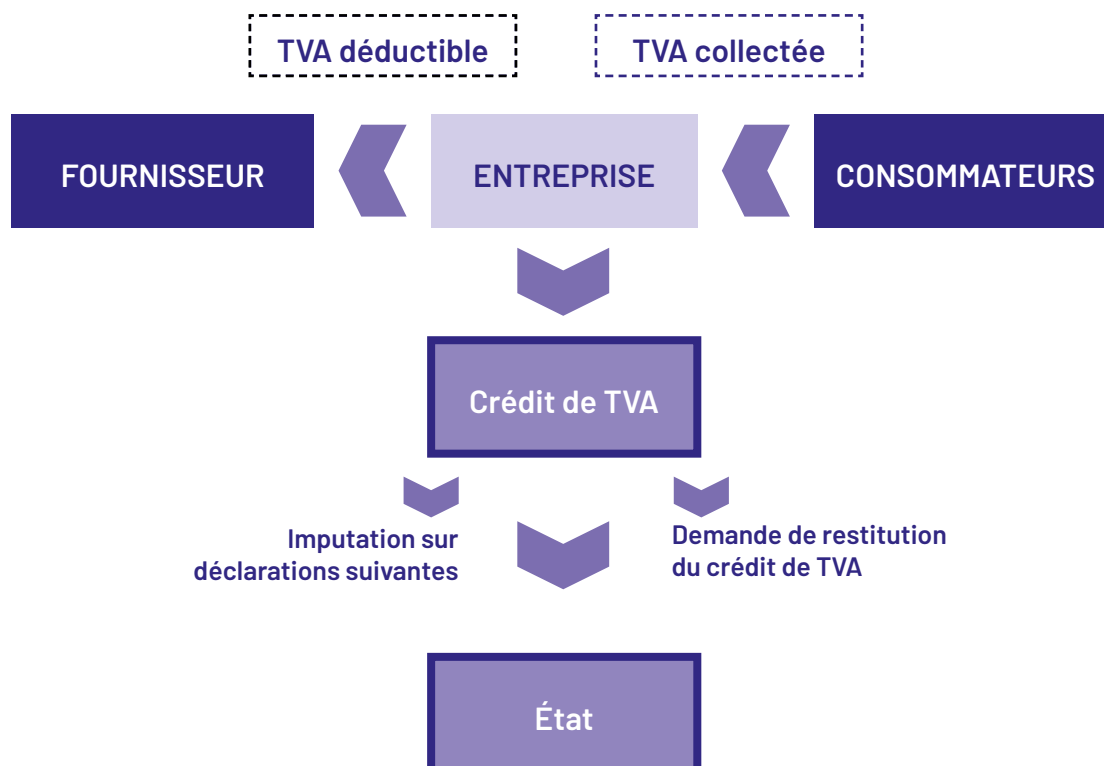 TVA déductible
TVA collectée
FOURNISSEUR
ENTREPRISE
CONSOMMATEURS
Crédit de TVA
Imputation sur
déclarations suivantes
Demande de restitution
du crédit de TVA
État